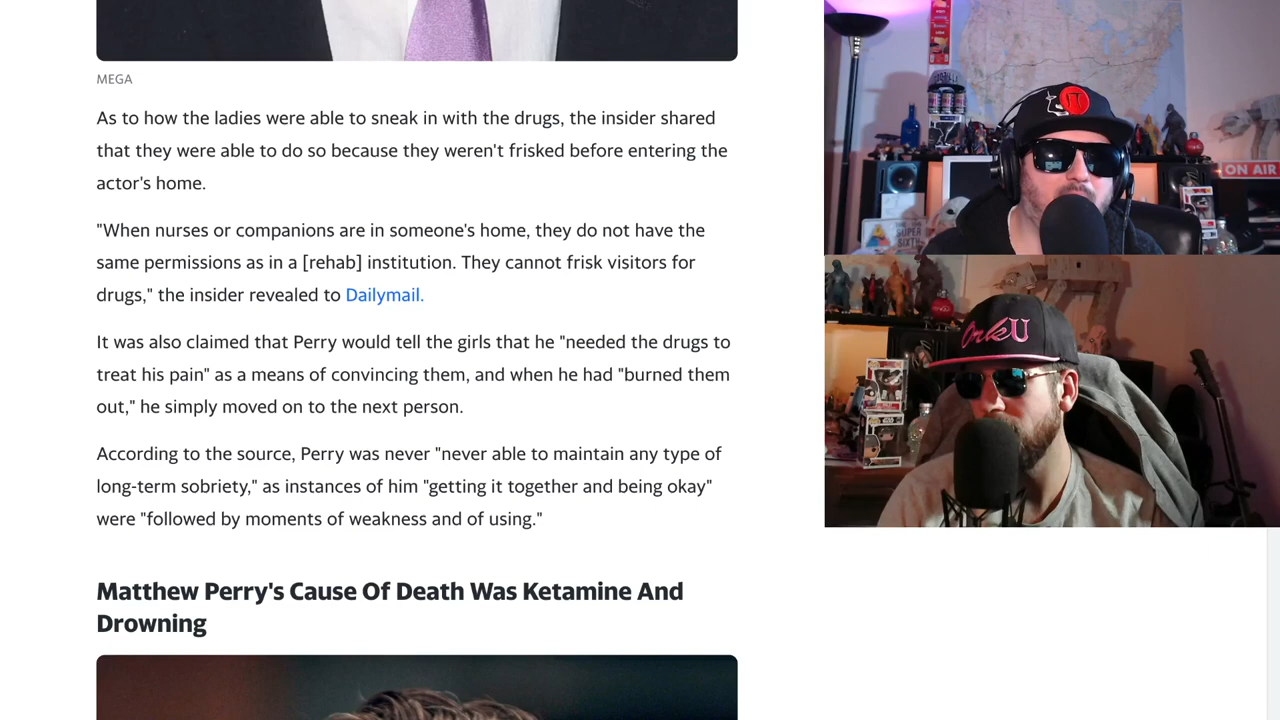 MEGA
As to how the ladies were able to sneak in with the drugs, the insider shared
that they were able to do so because they weren't frisked before entering the
actor's home.
"When nurses or companions are in someone's home, they do not have the
same permissions as in a [rehab] institution. They cannot frisk visitors for
drugs," the insider revealed to Dailymail.
It was also claimed that Perry would tell the girls that he "needed the drugs to
treat his pain" as a means of convincing them, and when he had "burned them
out," he simply moved on to the next person.
According to the source, Perry was never "never able to maintain any type of
long-term sobriety," as instances of him "getting it together and being okay"
were "followed by moments of weakness and of using."
Matthew Perry's Cause Of Death Was Ketamine And
Drowning
ON AIR
SUPER
SIXTH
OrkU